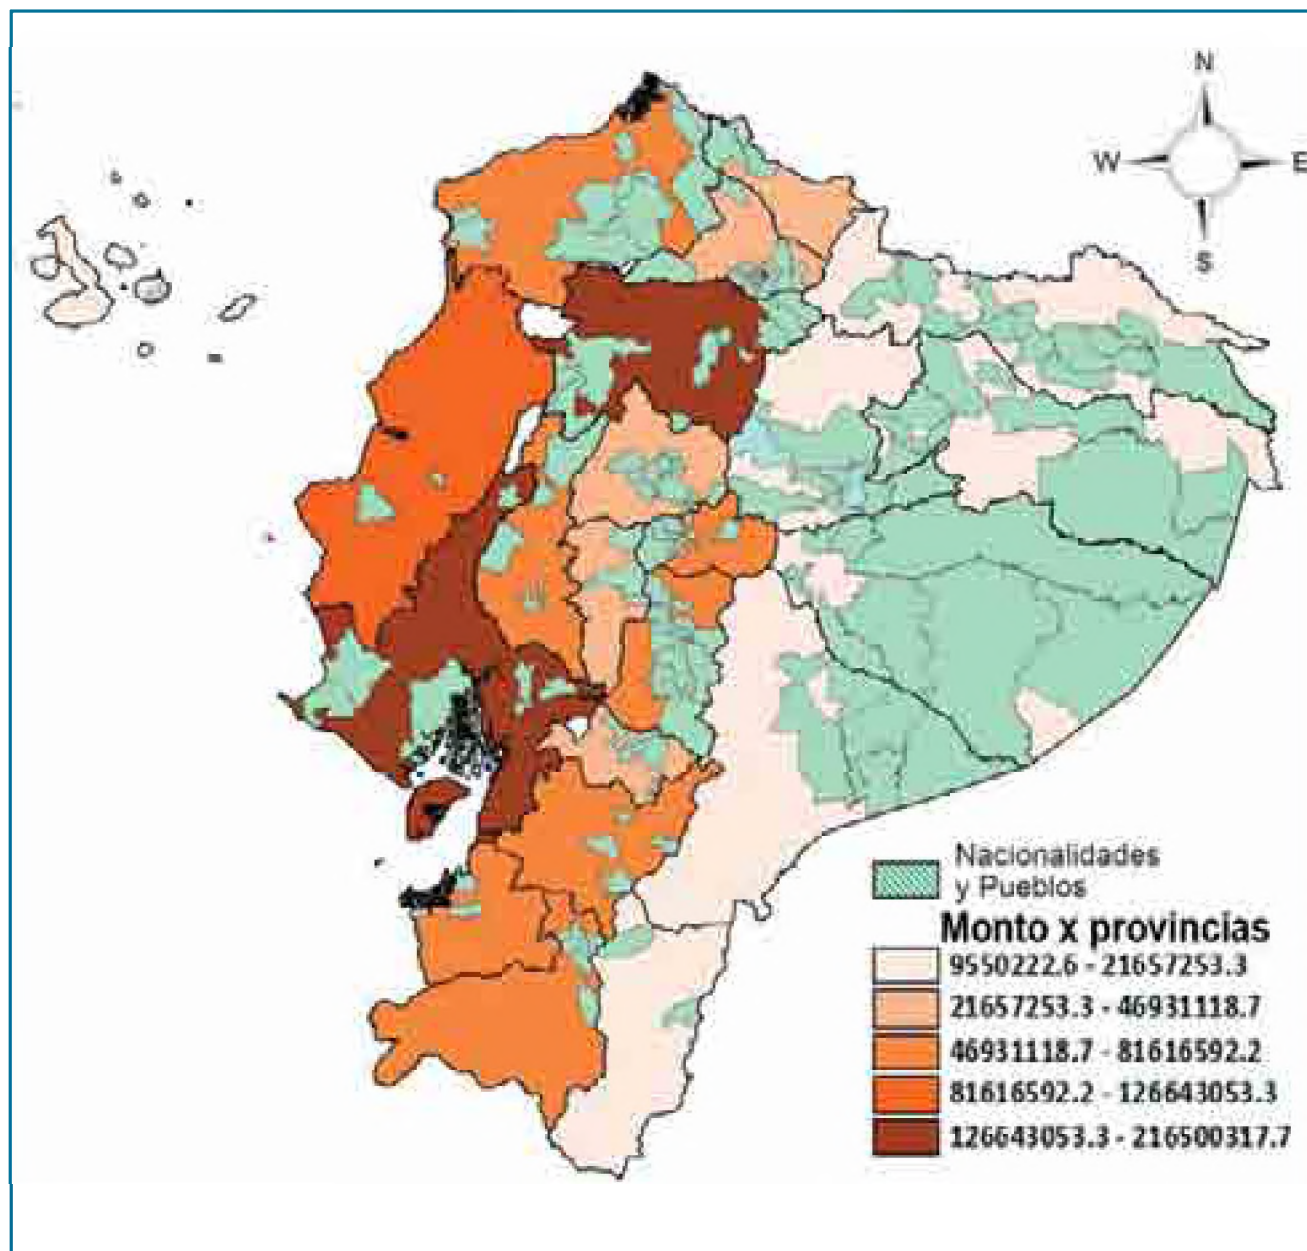 N
W E
S
Nacionalidades
y Pueblos
Monto x provincias
9550222.6 - 21657253.3
21657253.3 - 46931118.7
46931118.7 - 81616592.2
81616592.2 - 126643053.3
126643053.3 - 216500317.7